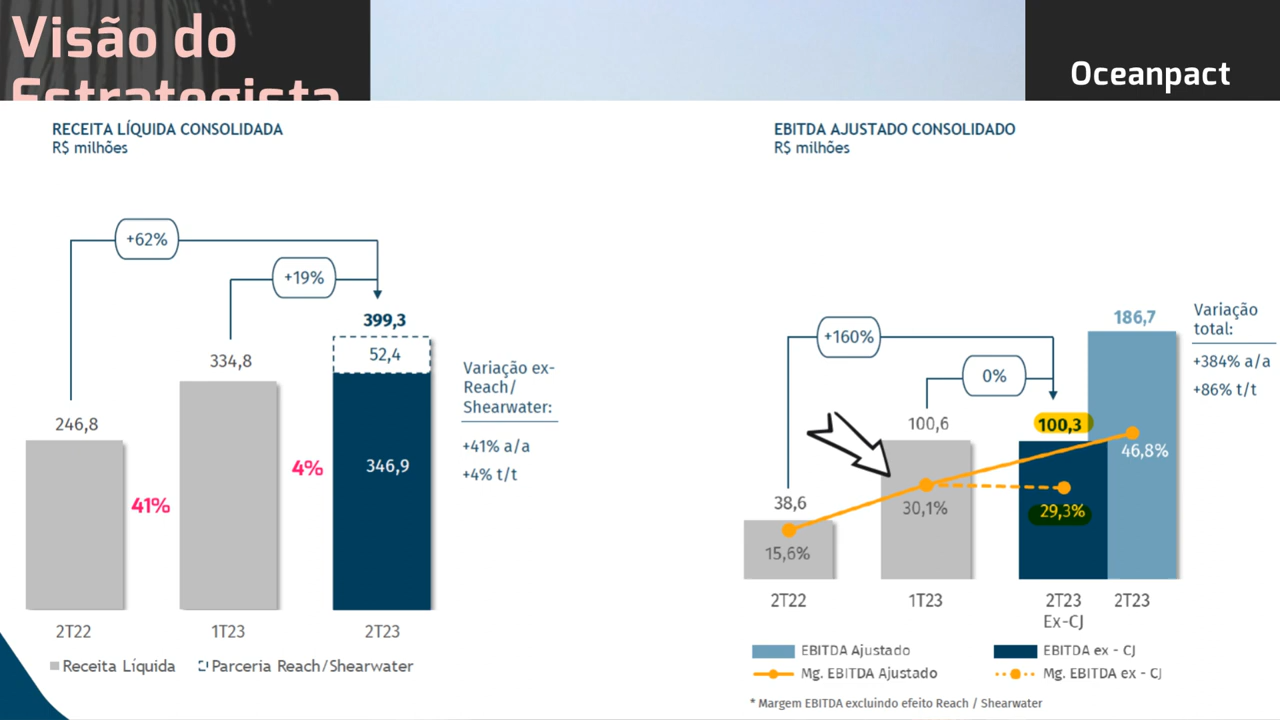 Visão do
Estrategista
Oceanpact
RECEITA LÍQUIDA CONSOLIDADA
R$ milhões
+62%
+19%
399,3
52,4
334,8
246,8
346,9
41%
4%
Variação ex-
Reach/
Shearwater:
+41% a/a
+4% t/t
2T22
1T23
2T23
Receita Líquida
Parceria Reach/Shearwater
EBITDA AJUSTADO CONSOLIDADO
R$ milhões
+160%
0%
186,7
100,3
100,6
38,6
46,8%
30,1%
29,3%
15,6%
Variação
total:
+384% a/a
+86% t/t
2T22
1T23
2T23
Ex-CJ
2T23
EBITDA Ajustado
EBITDA ex - CJ
Mg. EBITDA Ajustado
Mg. EBITDA ex - CJ
* Margem EBITDA excluindo efeito Reach / Shearwater